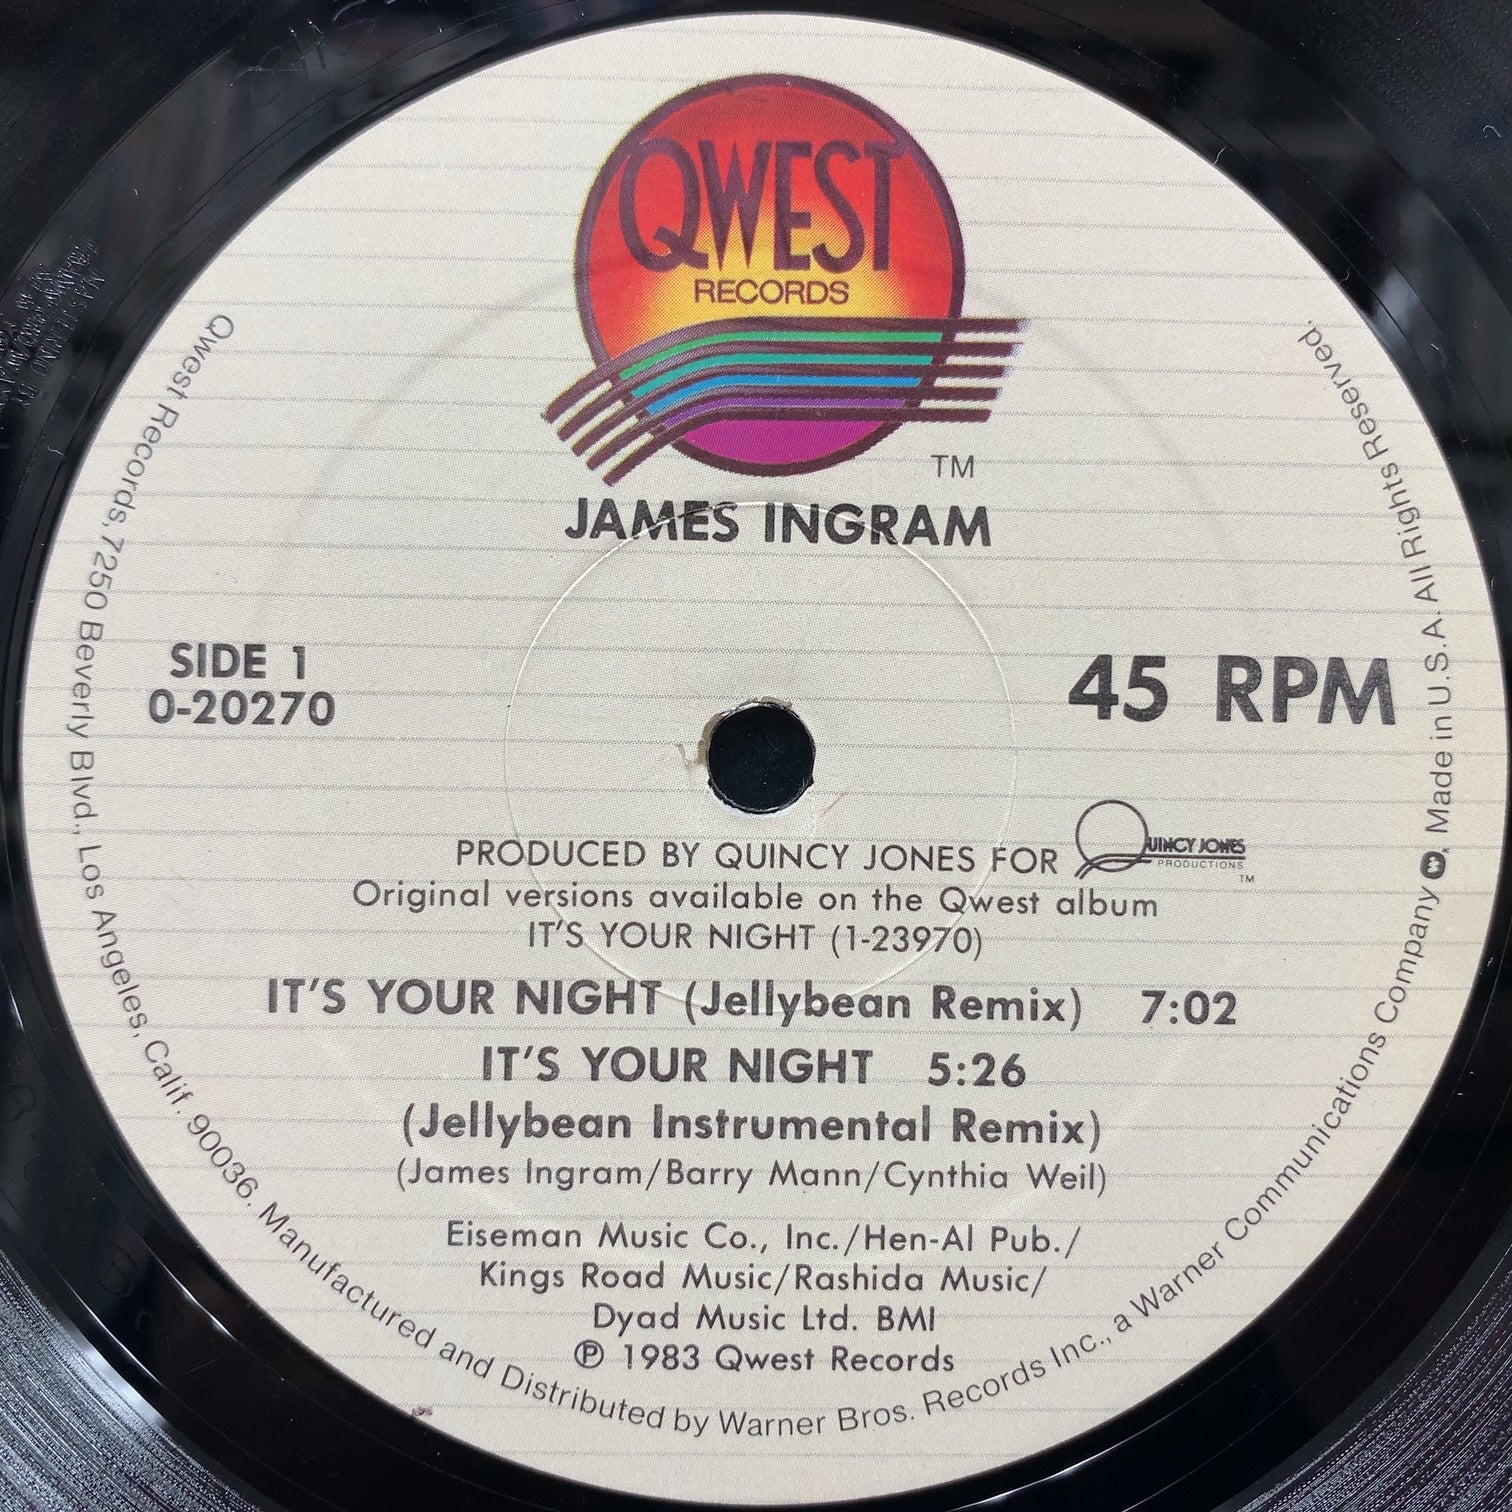 QWEST
RECORDS
TM
JAMES INGRAM
SIDE 1
0-20270
45 RPM
PRODUCED BY QUINCY JONES FOR QUINCY JONES
PRODUCTIONS
TM
Original versions available on the Qwest album
IT'S YOUR NIGHT (1-23970)
IT'S YOUR NIGHT (Jellybean Remix) 7:02
IT'S YOUR NIGHT 5:26
(Jellybean Instrumental Remix)
(James Ingram/Barry Mann/Cynthia Weil)
Eiseman Music Co., Inc./Hen-Al Pub./
Kings Road Music/Rashida Music/
Dyad Music Ltd. BMI
℗ 1983 Qwest Records
Qwest Records, 7250 Beverly Blvd., Los Angeles, Calif. 90036. Manufactured and Distributed by Warner Bros. Records Inc., a Warner Communications Company. Made in U.S.A. All Rights Reserved.